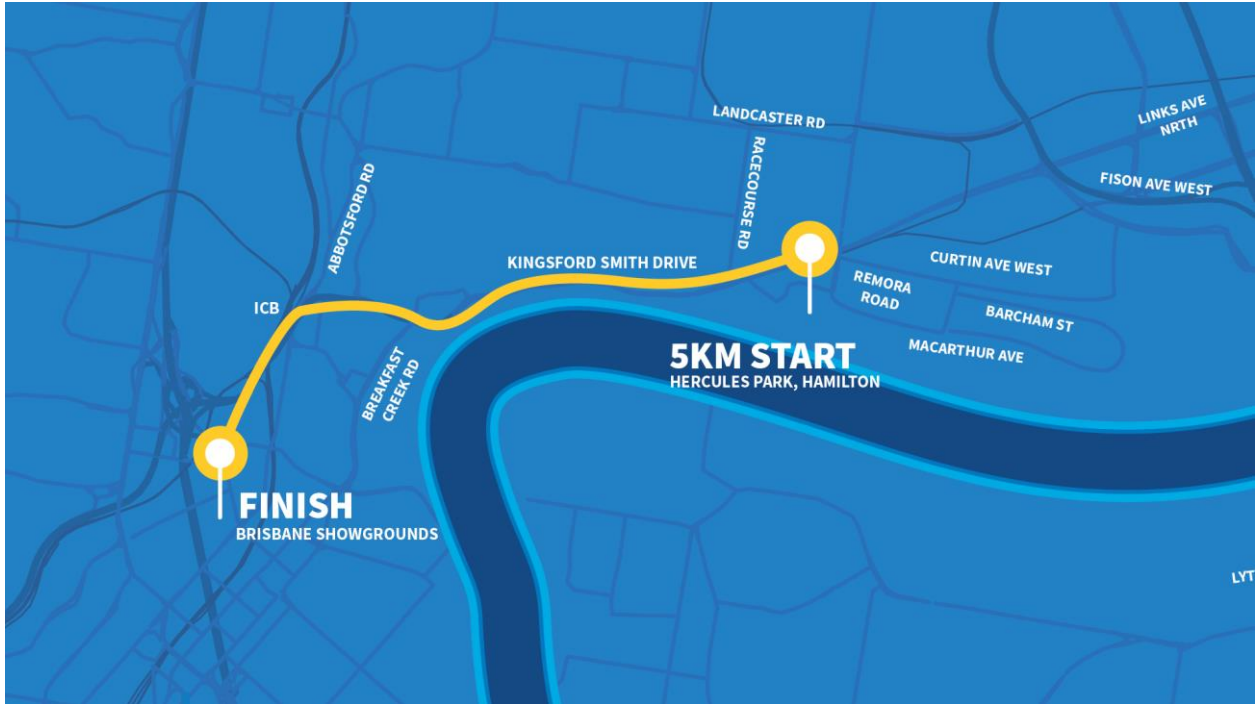 LANDCASTER RD
LINKS AVE
NRTH
RACECOURSE RD
FISON AVE WEST
ABBOTSFORD RD
KINGSFORD SMITH DRIVE
CURTIN AVE WEST
REMORA
ROAD
ICB
BARCHAM ST
MACARTHUR AVE
BREAKFAST
CREEK RD
5KM START
HERCULES PARK, HAMILTON
FINISH
BRISBANE SHOWGROUNDS
LYT